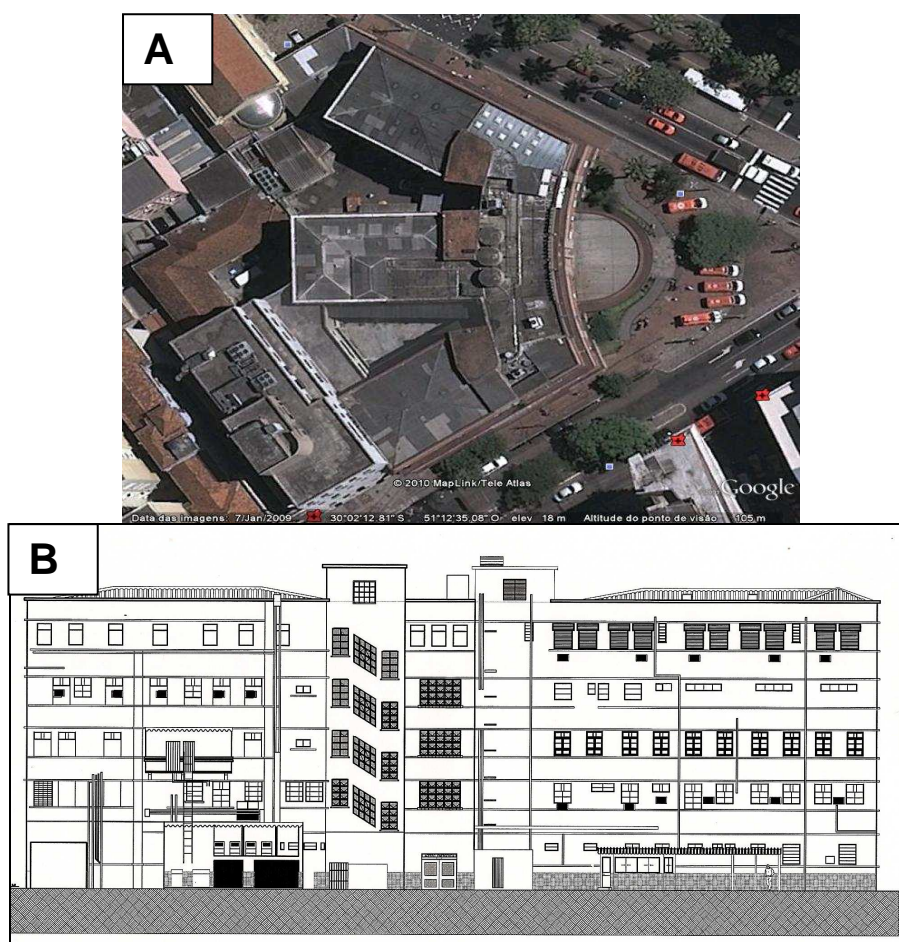 A
© 2010 MapLink/Tele Atlas
Google
Data das imagens: 7/Jan/2009 30°02'12.81" S 51°12'35.08" O elev 18 m Altitude do ponto de visão 105 m
B